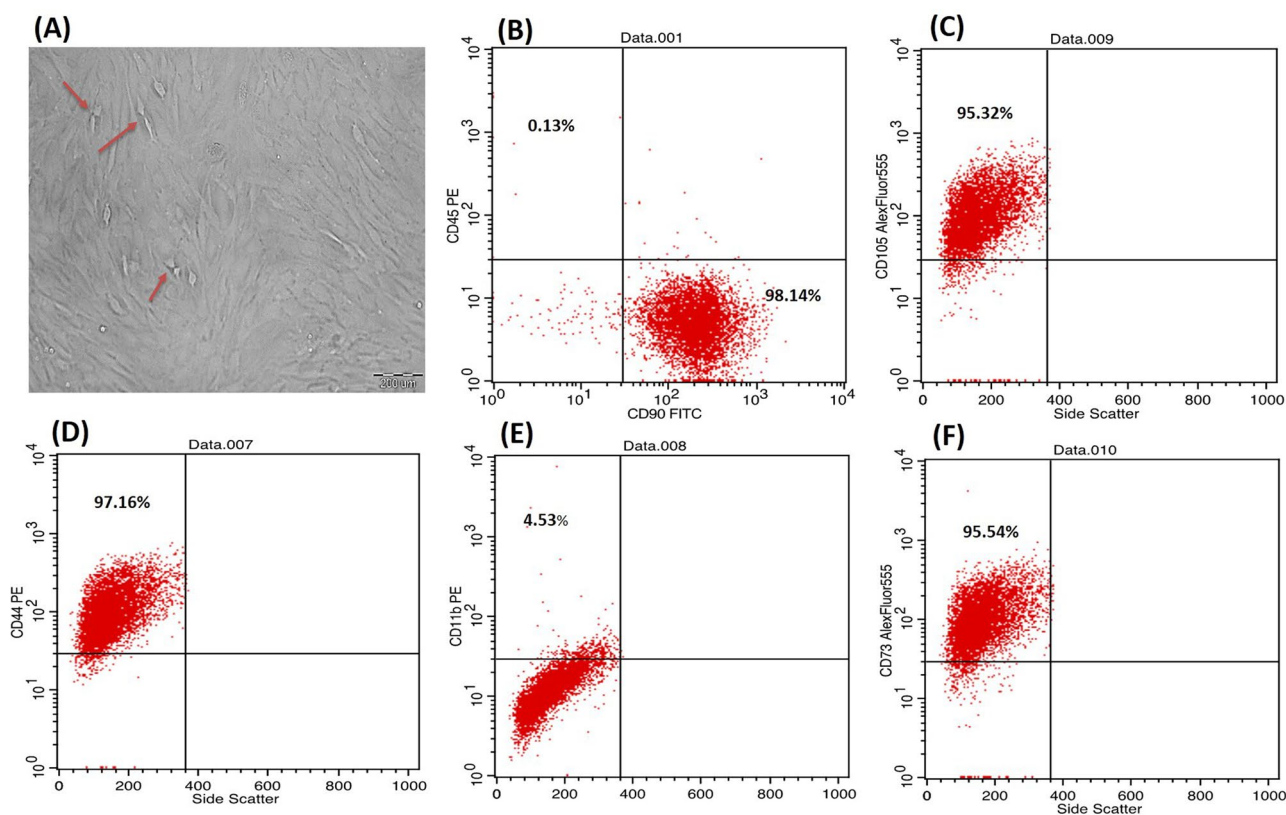 (A)
200 um
(B)
Data.001
10^4
10^3
10^2
10^1
10^0
CD45 PE
0.13%
98.14%
10^0 10^1 10^2 10^3 10^4
CD90 FITC
(C)
Data.009
10^4
10^3
10^2
10^1
10^0
CD105 AlexFluor555
95.32%
0 200 400 600 800 1000
Side Scatter
(D)
Data.007
10^4
10^3
10^2
10^1
10^0
CD44 PE
97.16%
0 200 400 600 800 1000
Side Scatter
(E)
Data.008
10^4
10^3
10^2
10^1
10^0
CD11b PE
4.53%
0 200 400 600 800 1000
Side Scatter
(F)
Data.010
10^4
10^3
10^2
10^1
10^0
CD73 AlexFluor555
95.54%
0 200 400 600 800 1000
Side Scatter